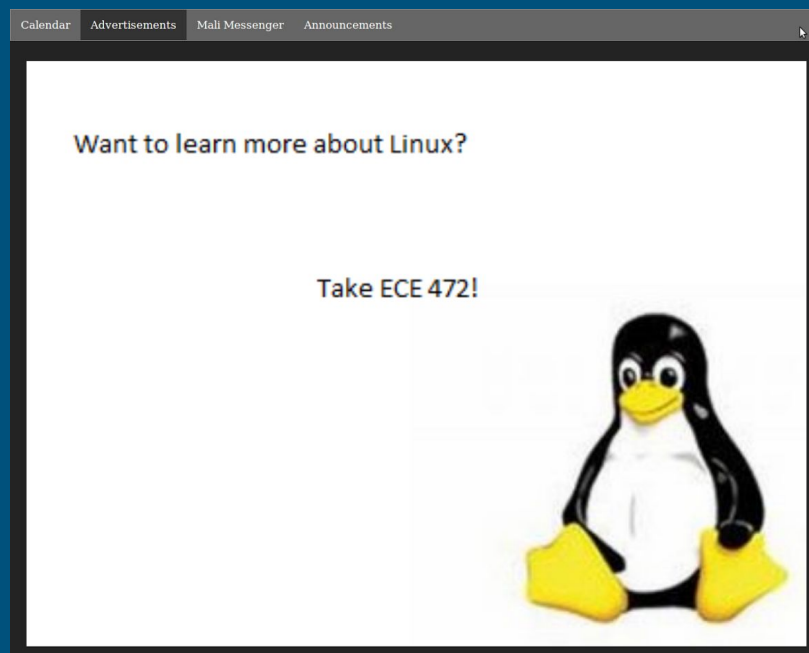 Calendar Advertisements Mali Messenger Announcements
Want to learn more about Linux?
Take ECE 472!